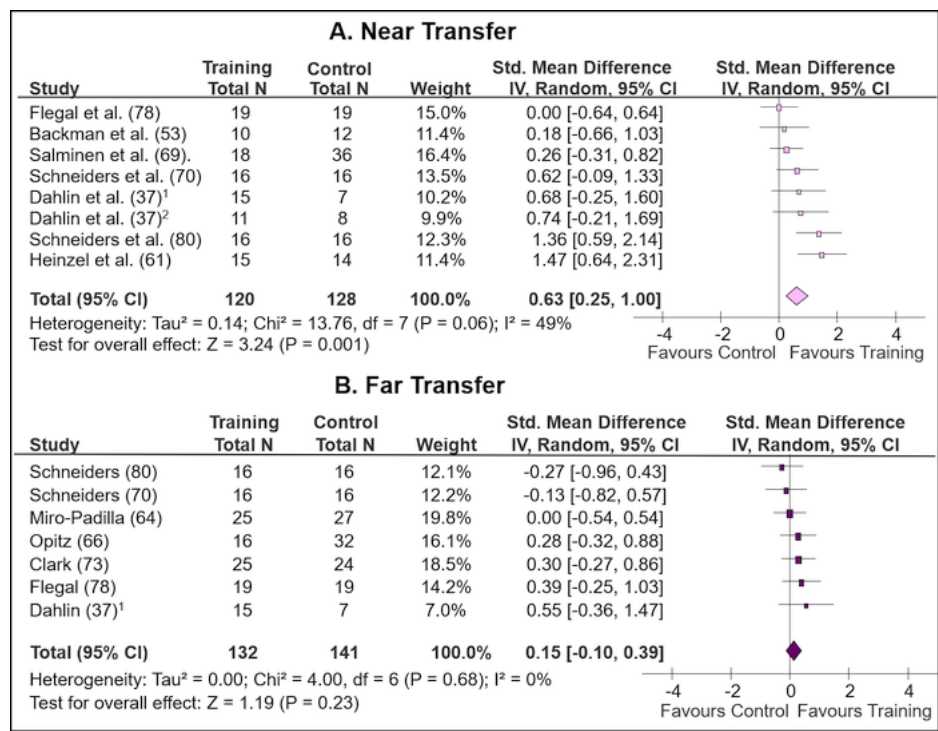 A. Near Transfer
Training Control Std. Mean Difference Std. Mean Difference
Study Total N Total N Weight IV, Random, 95% CI IV, Random, 95% CI
Flegal et al. (78) 19 19 15.0% 0.00 [-0.64, 0.64]
Backman et al. (53) 10 12 11.4% 0.18 [-0.66, 1.03]
Salminen et al. (69). 18 36 16.4% 0.26 [-0.31, 0.82]
Schneiders et al. (70) 16 16 13.5% 0.62 [-0.09, 1.33]
Dahlin et al. (37)¹ 15 7 10.2% 0.68 [-0.25, 1.60]
Dahlin et al. (37)² 11 8 9.9% 0.74 [-0.21, 1.69]
Schneiders et al. (80) 16 16 12.3% 1.36 [0.59, 2.14]
Heinzel et al. (61) 15 14 11.4% 1.47 [0.64, 2.31]
Total (95% CI) 120 128 100.0% 0.63 [0.25, 1.00]
Heterogeneity: Tau² = 0.14; Chi² = 13.76, df = 7 (P = 0.06); I² = 49%
-4 -2 0 2 4
Test for overall effect: Z = 3.24 (P = 0.001)
Favours Control Favours Training
B. Far Transfer
Training Control Std. Mean Difference Std. Mean Difference
Study Total N Total N Weight IV, Random, 95% CI IV, Random, 95% CI
Schneiders (80) 16 16 12.1% -0.27 [-0.96, 0.43]
Schneiders (70) 16 16 12.2% -0.13 [-0.82, 0.57]
Miro-Padilla (64) 25 27 19.8% 0.00 [-0.54, 0.54]
Opitz (66) 16 32 16.1% 0.28 [-0.32, 0.88]
Clark (73) 25 24 18.5% 0.30 [-0.27, 0.86]
Flegal (78) 19 19 14.2% 0.39 [-0.25, 1.03]
Dahlin (37)¹ 15 7 7.0% 0.55 [-0.36, 1.47]
Total (95% CI) 132 141 100.0% 0.15 [-0.10, 0.39]
Heterogeneity: Tau² = 0.00; Chi² = 4.00, df = 6 (P = 0.68); I² = 0%
-4 -2 0 2 4
Test for overall effect: Z = 1.19 (P = 0.23)
Favours Control Favours Training